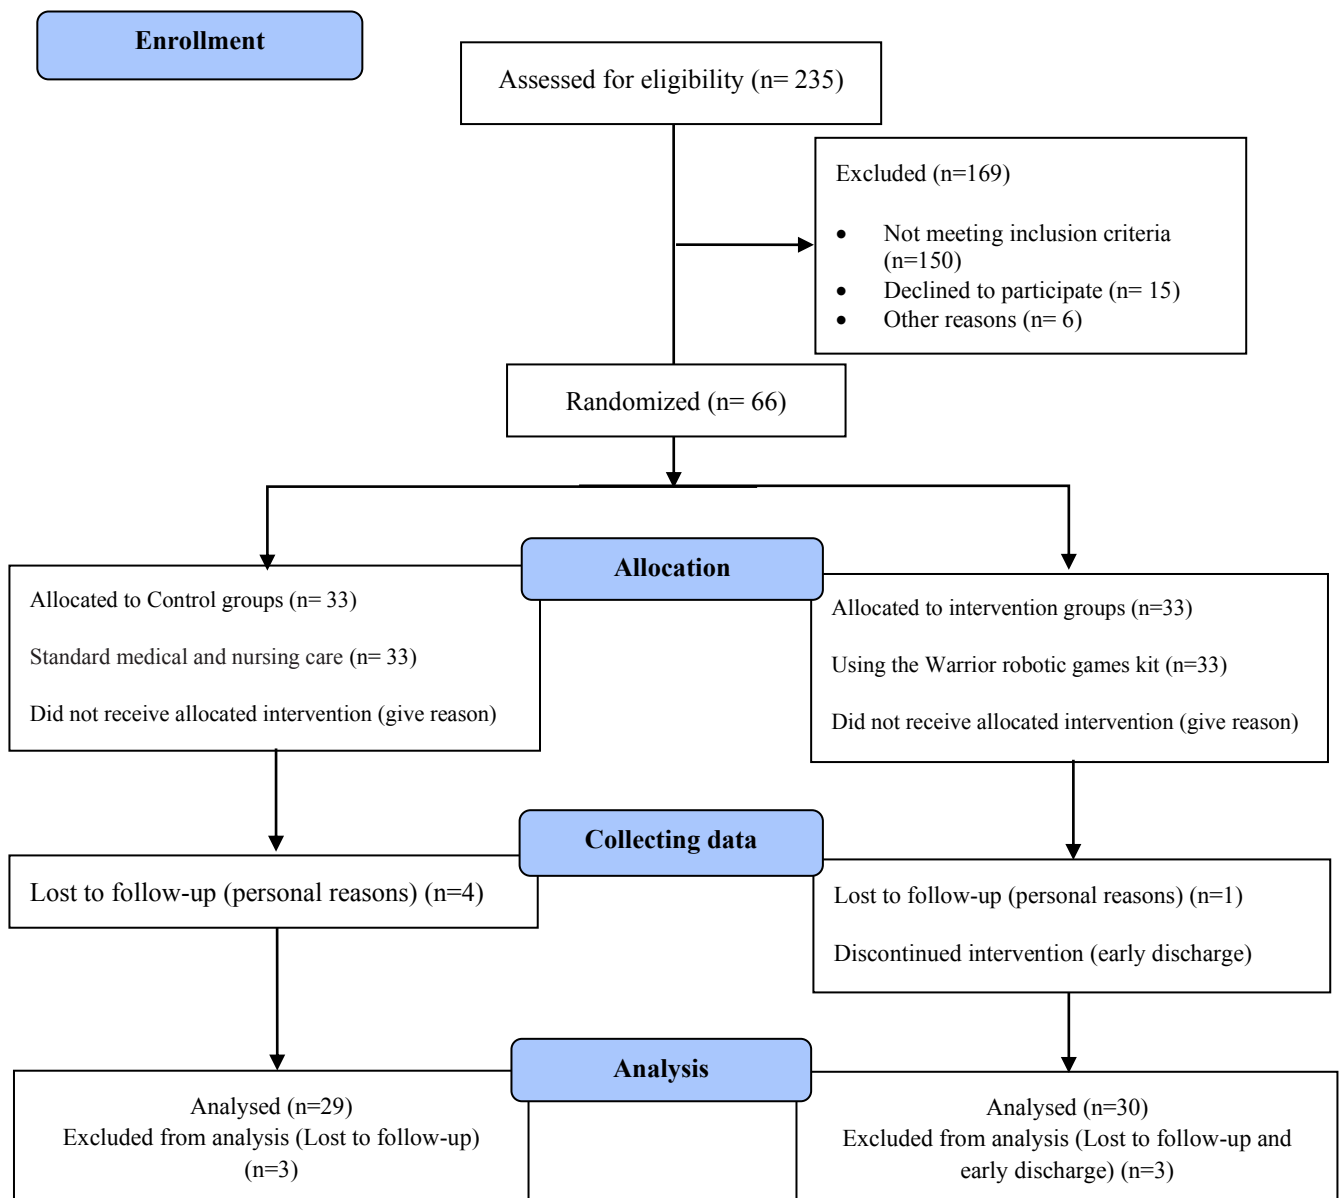 Enrollment
Assessed for eligibility (n= 235)
Excluded (n=169)
• Not meeting inclusion criteria
(n=150)
• Declined to participate (n= 15)
• Other reasons (n= 6)
Randomized (n= 66)
Allocation
Allocated to Control groups (n= 33)
Standard medical and nursing care (n= 33)
Did not receive allocated intervention (give reason)
Allocated to intervention groups (n=33)
Using the Warrior robotic games kit (n=33)
Did not receive allocated intervention (give reason)
Collecting data
Lost to follow-up (personal reasons) (n=4)
Lost to follow-up (personal reasons) (n=1)
Discontinued intervention (early discharge)
Analysis
Analysed (n=29)
Excluded from analysis (Lost to follow-up)
(n=3)
Analysed (n=30)
Excluded from analysis (Lost to follow-up and
early discharge) (n=3)